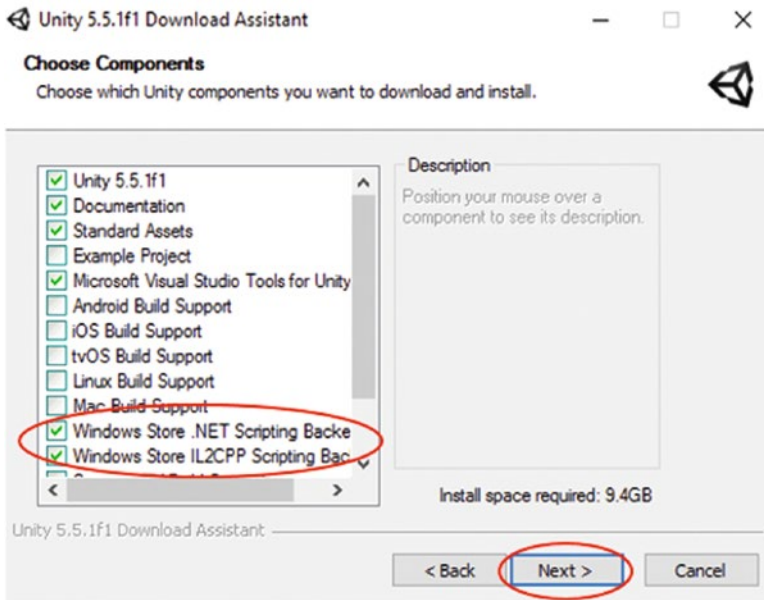 Unity 5.5.1f1 Download Assistant
Choose Components
Choose which Unity components you want to download and install.
Unity 5.5.1f1
Documentation
Standard Assets
Example Project
Microsoft Visual Studio Tools for Unity
Android Build Support
iOS Build Support
tvOS Build Support
Linux Build Support
Mac Build Support
Windows Store .NET Scripting Backe
Windows Store IL2CPP Scripting Bac
Description
Position your mouse over a
component to see its description.
Install space required: 9.4GB
Unity 5.5.1f1 Download Assistant
< Back
Next >
Cancel